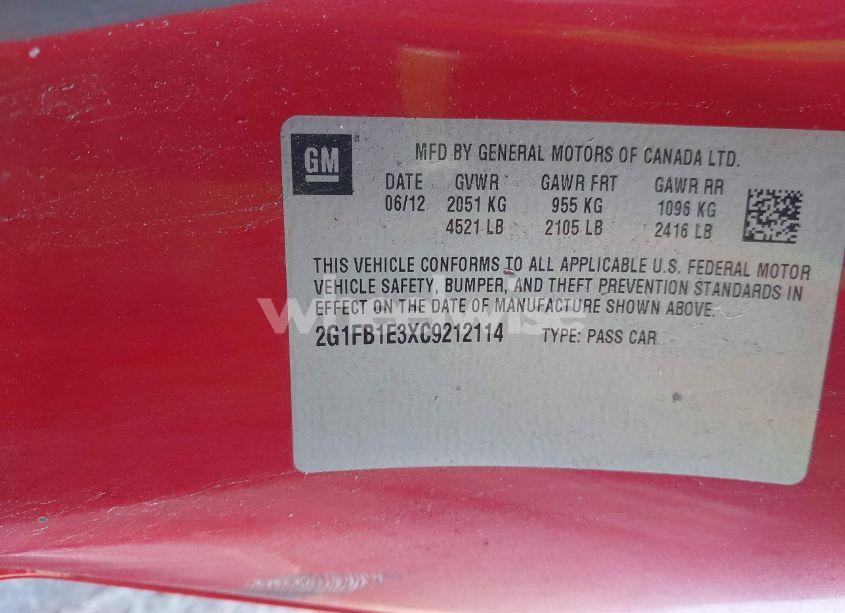 GM
MFD BY GENERAL MOTORS OF CANADA LTD.
DATE GVWR GAWR FRT GAWR RR
06/12 2051 KG 955 KG 1096 KG
4521 LB 2105 LB 2416 LB
THIS VEHICLE CONFORMS TO ALL APPLICABLE U.S. FEDERAL MOTOR
VEHICLE SAFETY, BUMPER, AND THEFT PREVENTION STANDARDS IN
EFFECT ON THE DATE OF MANUFACTURE SHOWN ABOVE.
wheelwise
2G1FB1E3XC9212114 TYPE: PASS CAR